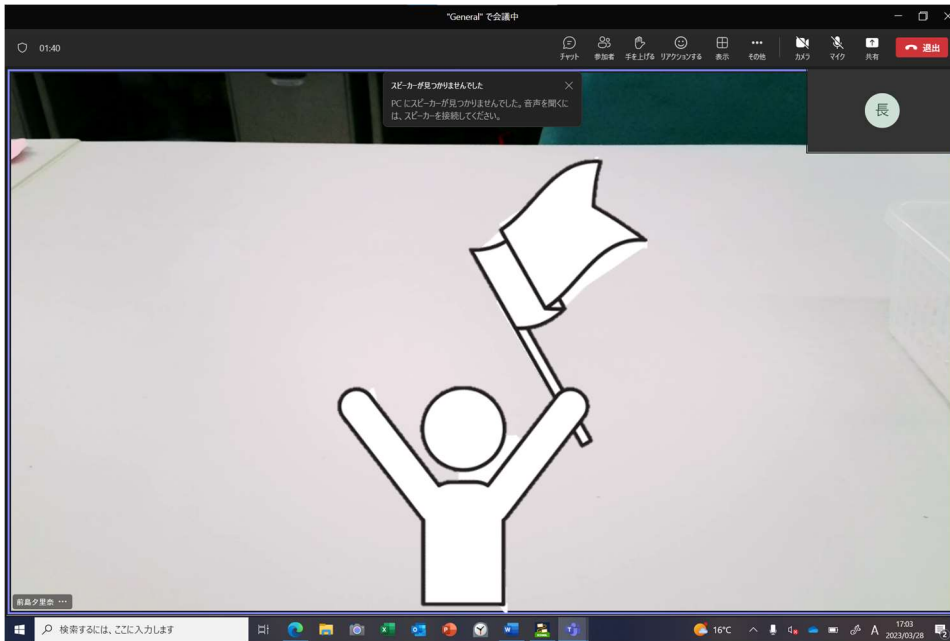 "General" で会議中
01:40
チャット
参加者
手を上げる
リアクションする
表示
その他
カメラ
マイク
共有
退出
スピーカーが見つかりませんでした
PC にスピーカーが見つかりませんでした。音声を聞くに
は、スピーカーを接続してください。
長
前島夕里奈
検索するには、ここに入力します
16°C
A
17:03
2023/03/28
2